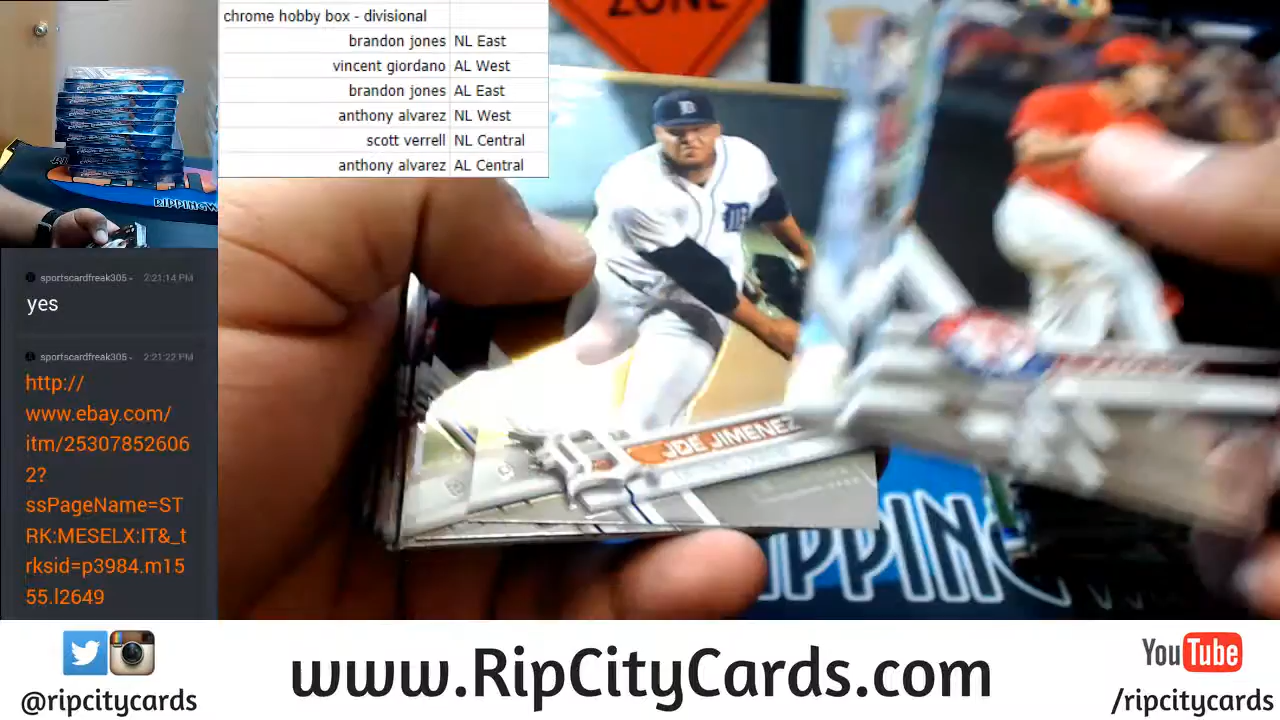 chrome hobby box - divisional
brandon jones NL East
vincent giordano AL West
brandon jones AL East
anthony alvarez NL West
scott verrell NL Central
anthony alvarez AL Central
ZONE
RIPPINGW
sportscardfreak305- 2:21:14 PM
yes
sportscardfreak305- 2:21:22 PM
http://
www.ebay.com/
itm/25307852606
2?
ssPageName=ST
RK:MESELX:IT&_t
rksid=p3984.m15
55.l2649
JOE JIMENEZ
IPPIN
@ripcitycards
www.RipCityCards.com
YouTube
/ripcitycards